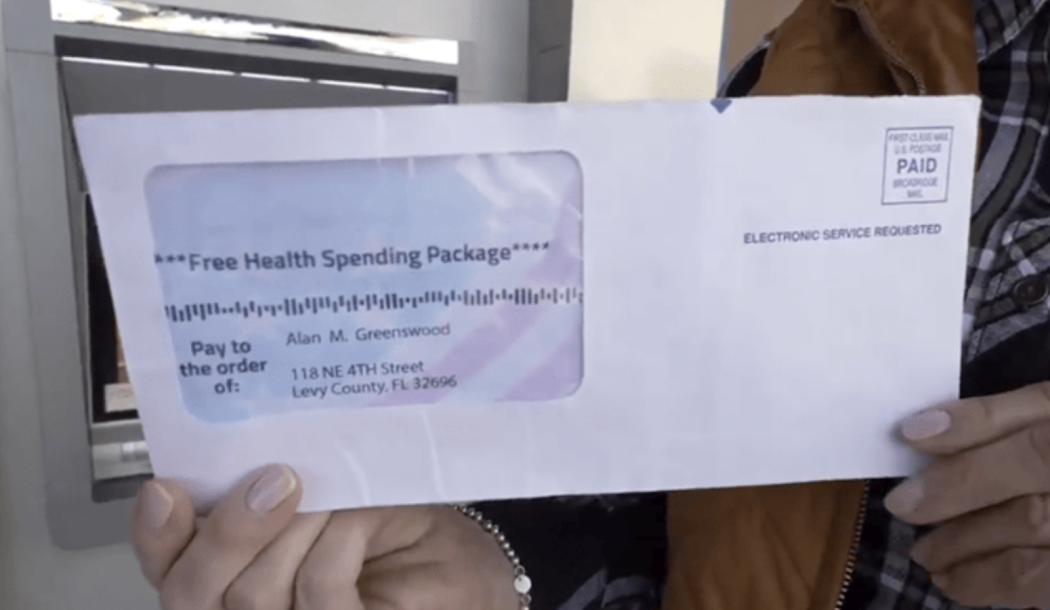 ***Free Health Spending Package****
Pay to
the order
of:
Alan M. Greenswood
118 NE 4TH Street
Levy County, FL 32696
FIRST-CLASS MAIL
U.S. POSTAGE
PAID
BROADRIDGE
MAIL
ELECTRONIC SERVICE REQUESTED